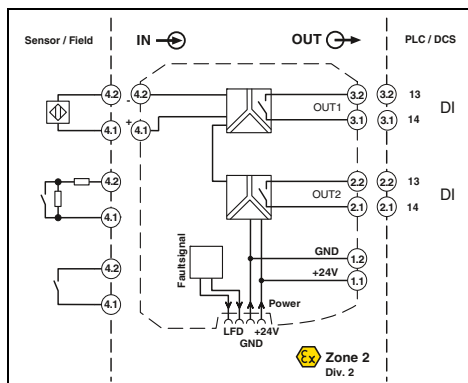 Sensor / Field IN OUT PLC / DCS
4.2 - 4.2 3.2 3.2 13
OUT1 DI
4.1 + 4.1 3.1 3.1 14
4.2 2.2 2.2 13
OUT2 DI
4.1 2.1 2.1 14
Faultsignal
GND 1.2
4.2
+24V 1.1
4.1
Power
LFD +24V
GND
Ex Zone 2
Div. 2